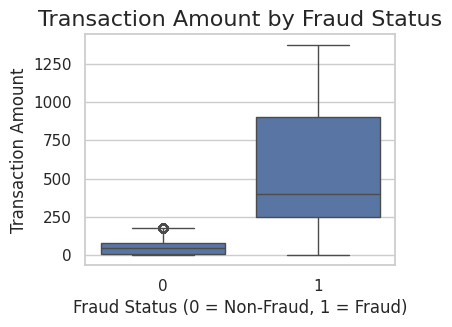 Transaction Amount by Fraud Status
Transaction Amount
1250
1000
750
500
250
0
0
1
Fraud Status (0 = Non-Fraud, 1 = Fraud)